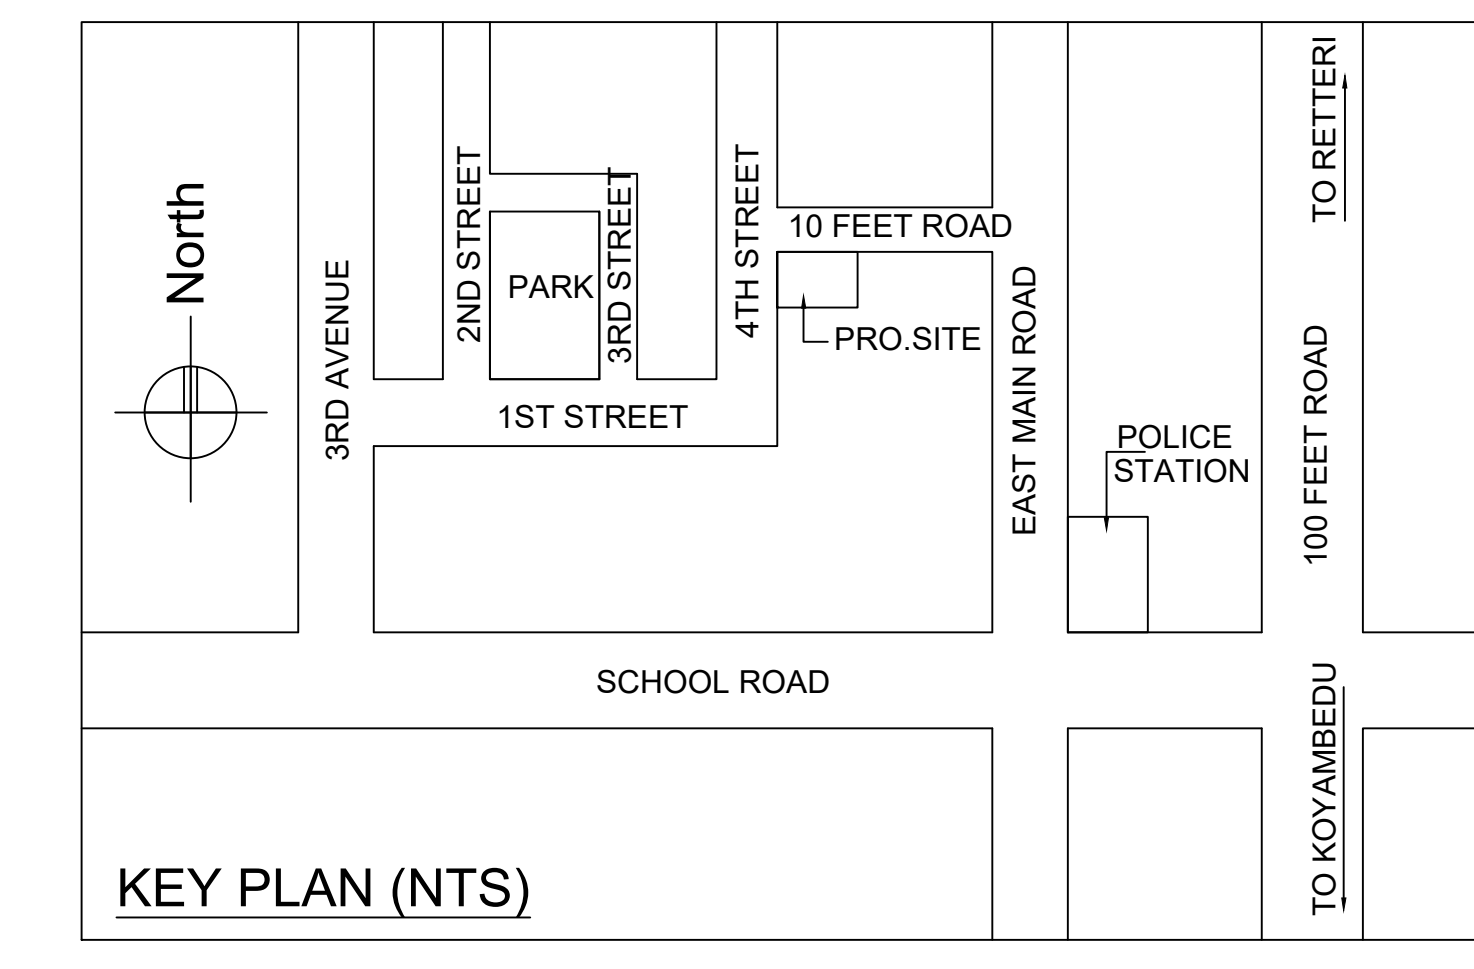 North
3RD AVENUE
2ND STREET
PARK
3RD STREET
4TH STREET
10 FEET ROAD
PRO.SITE
1ST STREET
EAST MAIN ROAD
POLICE
STATION
100 FEET ROAD
TO RETTERI
SCHOOL ROAD
TO KOYAMBEDU
KEY PLAN (NTS)